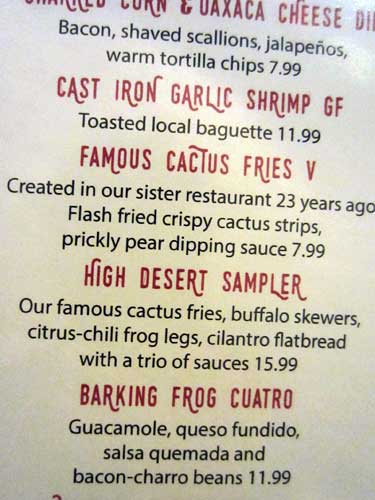 CHARRED CORN & OAXACA CHEESE DI
Bacon, shaved scallions, jalapeños,
warm tortilla chips 7.99
CAST IRON GARLIC SHRIMP GF
Toasted local baguette 11.99
FAMOUS CACTUS FRIES V
Created in our sister restaurant 23 years ago
Flash fried crispy cactus strips,
prickly pear dipping sauce 7.99
HIGH DESERT SAMPLER
Our famous cactus fries, buffalo skewers,
citrus-chili frog legs, cilantro flatbread
with a trio of sauces 15.99
BARKING FROG CUATRO
Guacamole, queso fundido,
salsa quemada and
bacon-charro beans 11.99